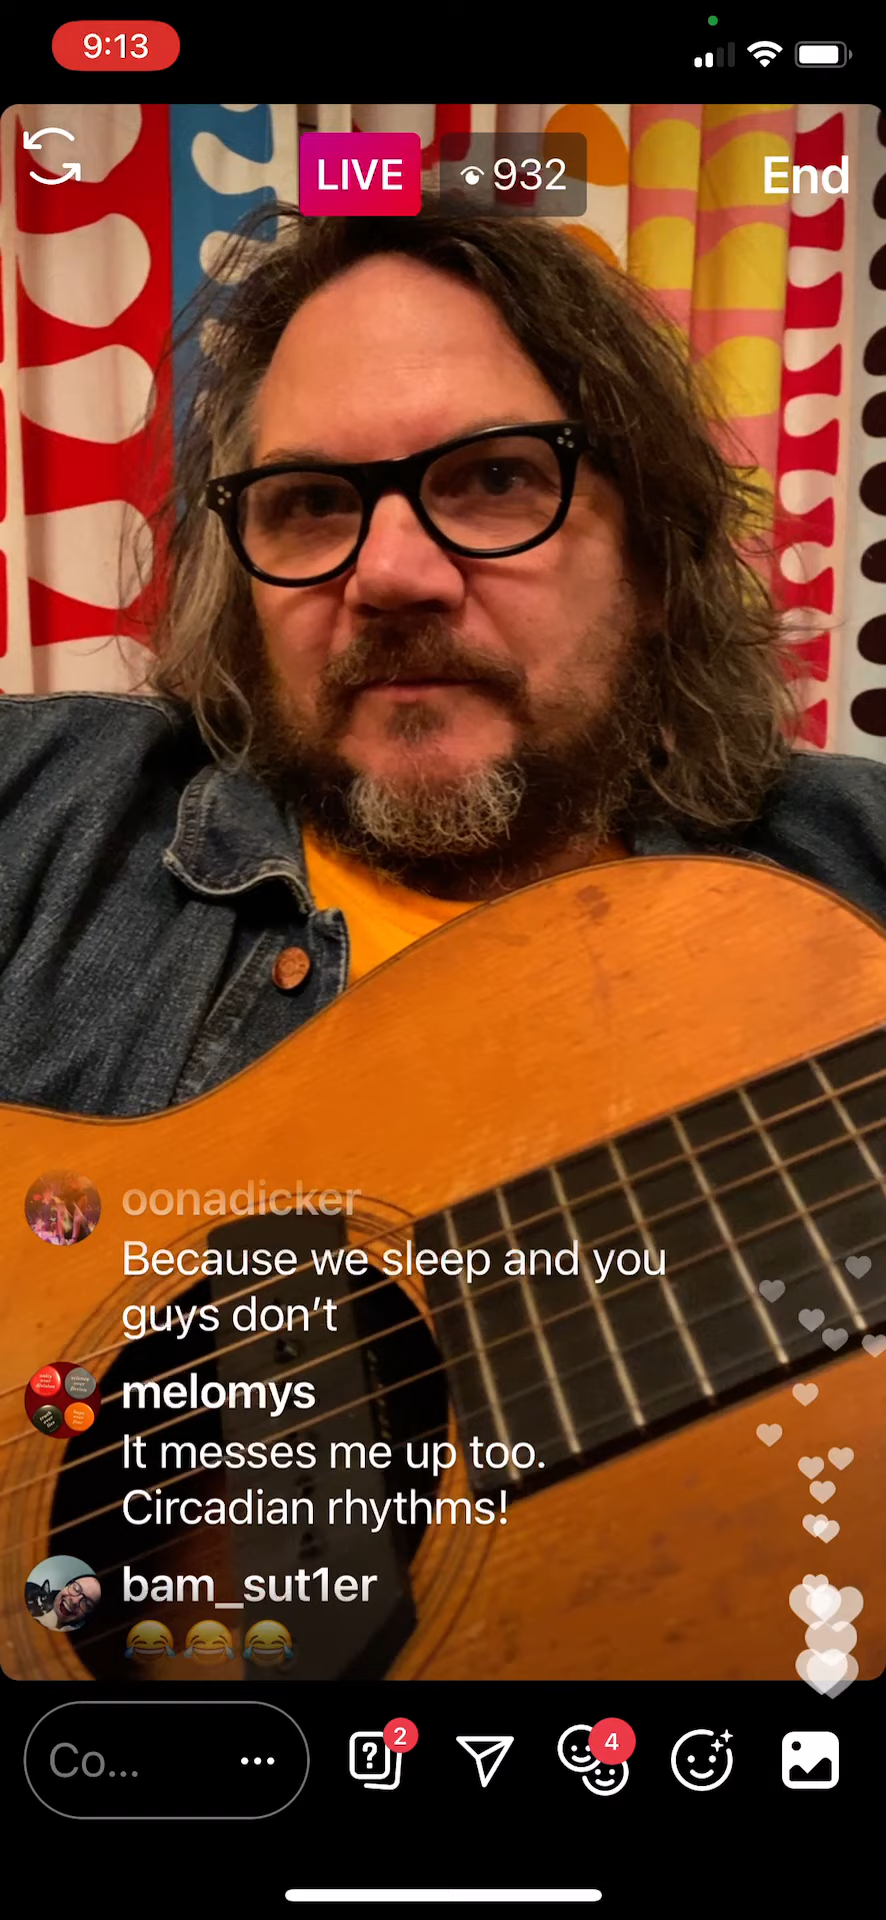 9:13
LIVE
932
End
oonadicker
Because we sleep and you
guys don’t
melomys
It messes me up too.
Circadian rhythms!
bam_sut1er
😂😂😂
Co...
2
4